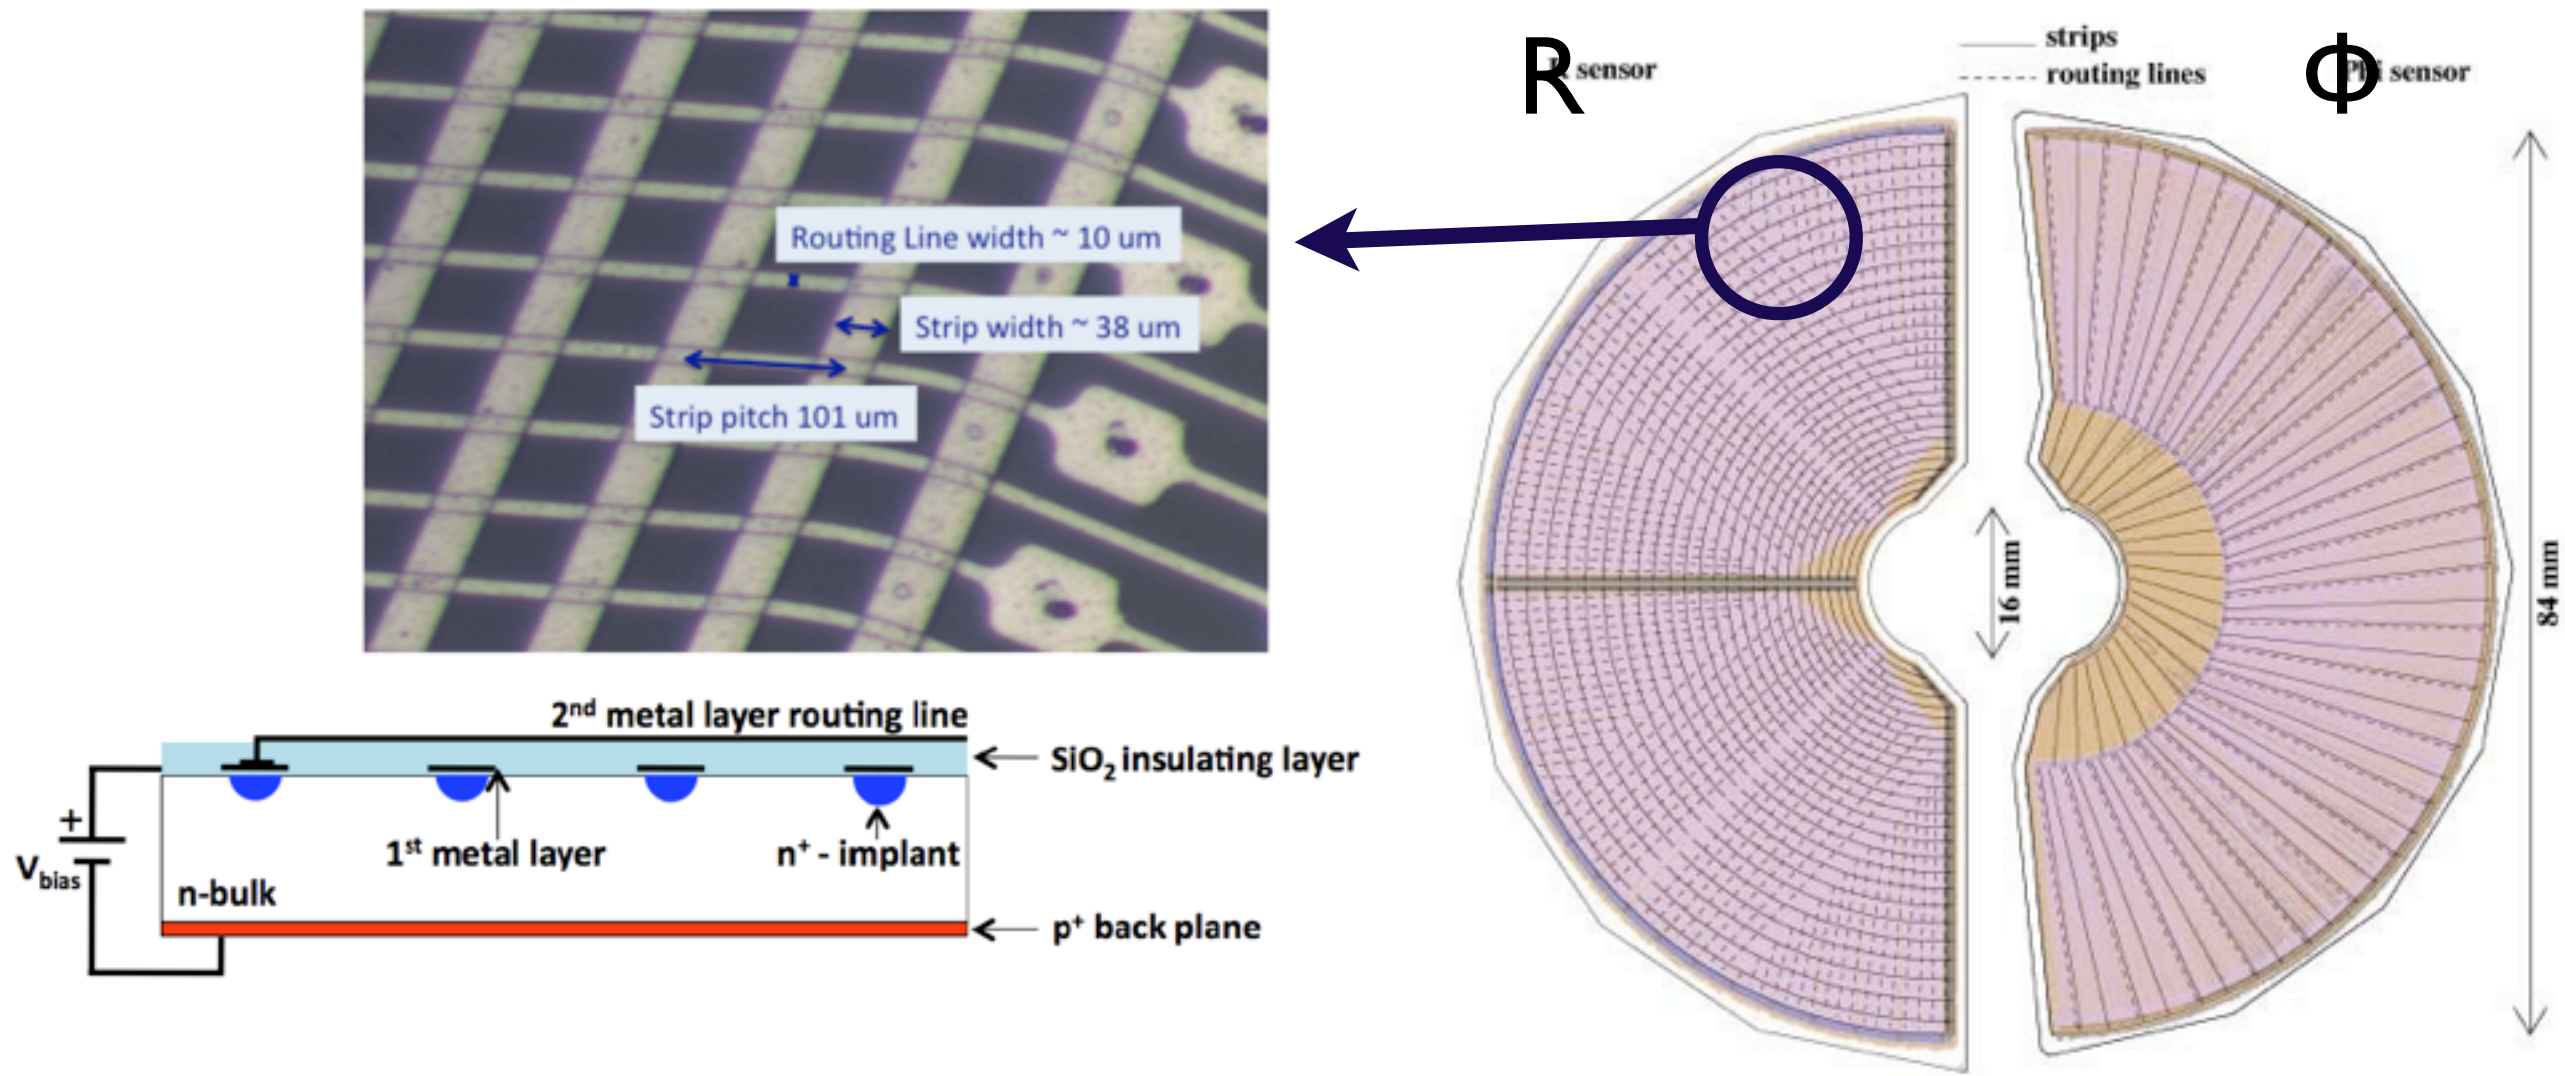 Routing Line width ~ 10 um
Strip width ~ 38 um
Strip pitch 101 um
2nd metal layer routing line
SiO2 insulating layer
1st metal layer
n+ - implant
+
Vbias
n-bulk
p+ back plane
R
sensor
strips
routing lines
Φ
sensor
16 mm
84 mm